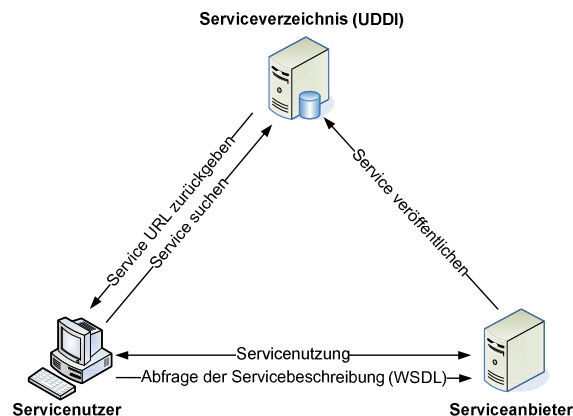 Serviceverzeichnis (UDDI)
Service URL zurückgeben
Service suchen
Service veröffentlichen
Servicenutzung
Abfrage der Servicebeschreibung (WSDL)
Servicenutzer
Serviceanbieter